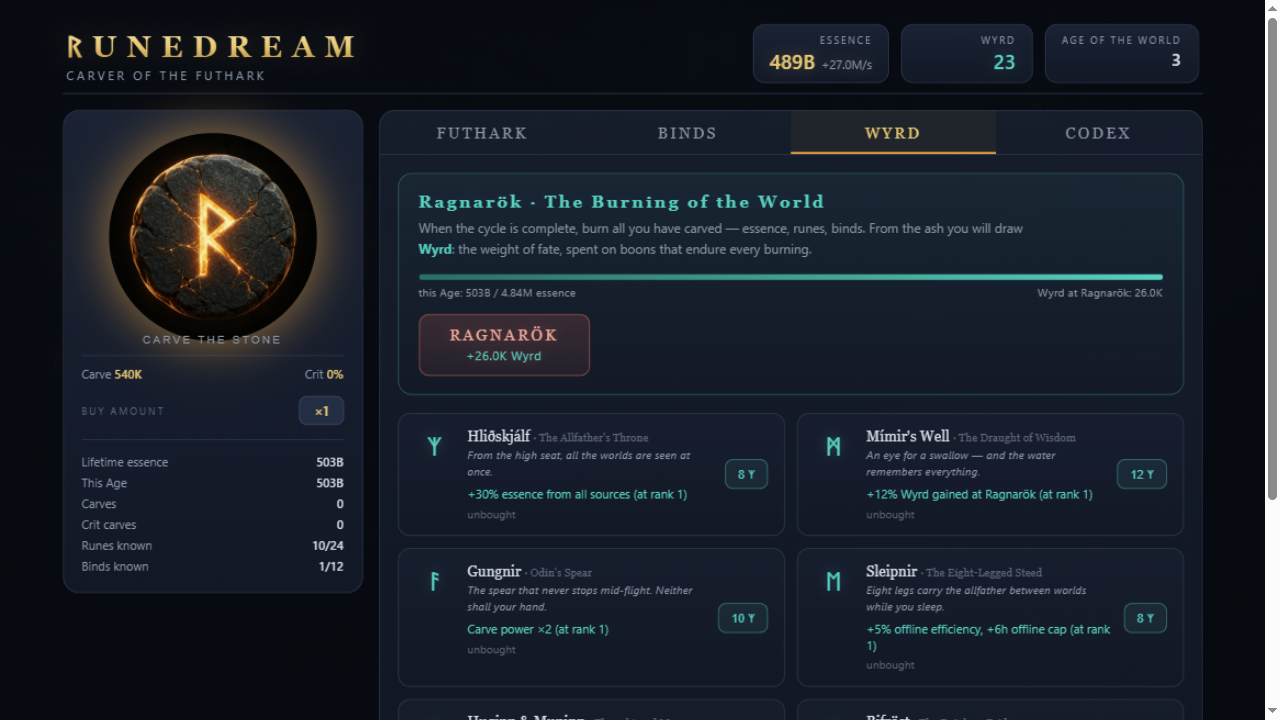 ᚱUNEDREAM
CARVER OF THE FUTHARK
ESSENCE
489B +27.0M/s
WYRD
23
AGE OF THE WORLD
3
ᚱ
CARVE THE STONE
Carve 540K
Crit 0%
BUY AMOUNT
×1
Lifetime essence 503B
This Age 503B
Carves 0
Crit carves 0
Runes known 10/24
Binds known 1/12
FUTHARK
BINDS
WYRD
CODEX
Ragnarök · The Burning of the World
When the cycle is complete, burn all you have carved — essence, runes, binds. From the ash you will draw
Wyrd: the weight of fate, spent on boons that endure every burning.
this Age: 503B / 4.84M essence
Wyrd at Ragnarök: 26.0K
RAGNARÖK
+26.0K Wyrd
ᛉ
Hliðskjálf · The Allfather's Throne
From the high seat, all the worlds are seen at
once.
+30% essence from all sources (at rank 1)
unbought
8 ᛉ
ᛗ
Mímir's Well · The Draught of Wisdom
An eye for a swallow — and the water
remembers everything.
+12% Wyrd gained at Ragnarök (at rank 1)
unbought
12 ᛉ
ᚨ
Gungnir · Odin's Spear
The spear that never stops mid-flight. Neither
shall your hand.
Carve power ×2 (at rank 1)
unbought
10 ᛉ
ᛖ
Sleipnir · The Eight-Legged Steed
Eight legs carry the allfather between worlds
while you sleep.
+5% offline efficiency, +6h offline cap (at rank
1)
unbought
8 ᛉ